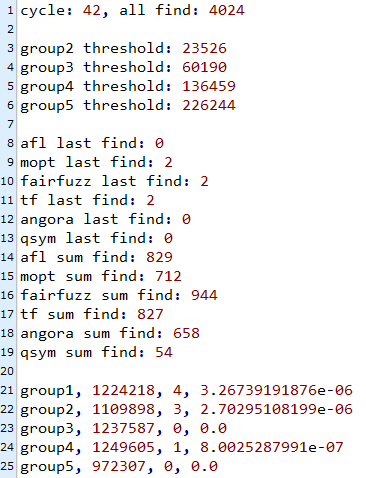 1 cycle: 42, all find: 4024
2
3 group2 threshold: 23526
4 group3 threshold: 60190
5 group4 threshold: 136459
6 group5 threshold: 226244
7
8 afl last find: 0
9 mopt last find: 2
10 fairfuzz last find: 2
11 tf last find: 2
12 angora last find: 0
13 qsym last find: 0
14 afl sum find: 829
15 mopt sum find: 712
16 fairfuzz sum find: 944
17 tf sum find: 827
18 angora sum find: 658
19 qsym sum find: 54
20
21 group1, 1224218, 4, 3.26739191876e-06
22 group2, 1109898, 3, 2.70295108199e-06
23 group3, 1237587, 0, 0.0
24 group4, 1249605, 1, 8.0025287991e-07
25 group5, 972307, 0, 0.0